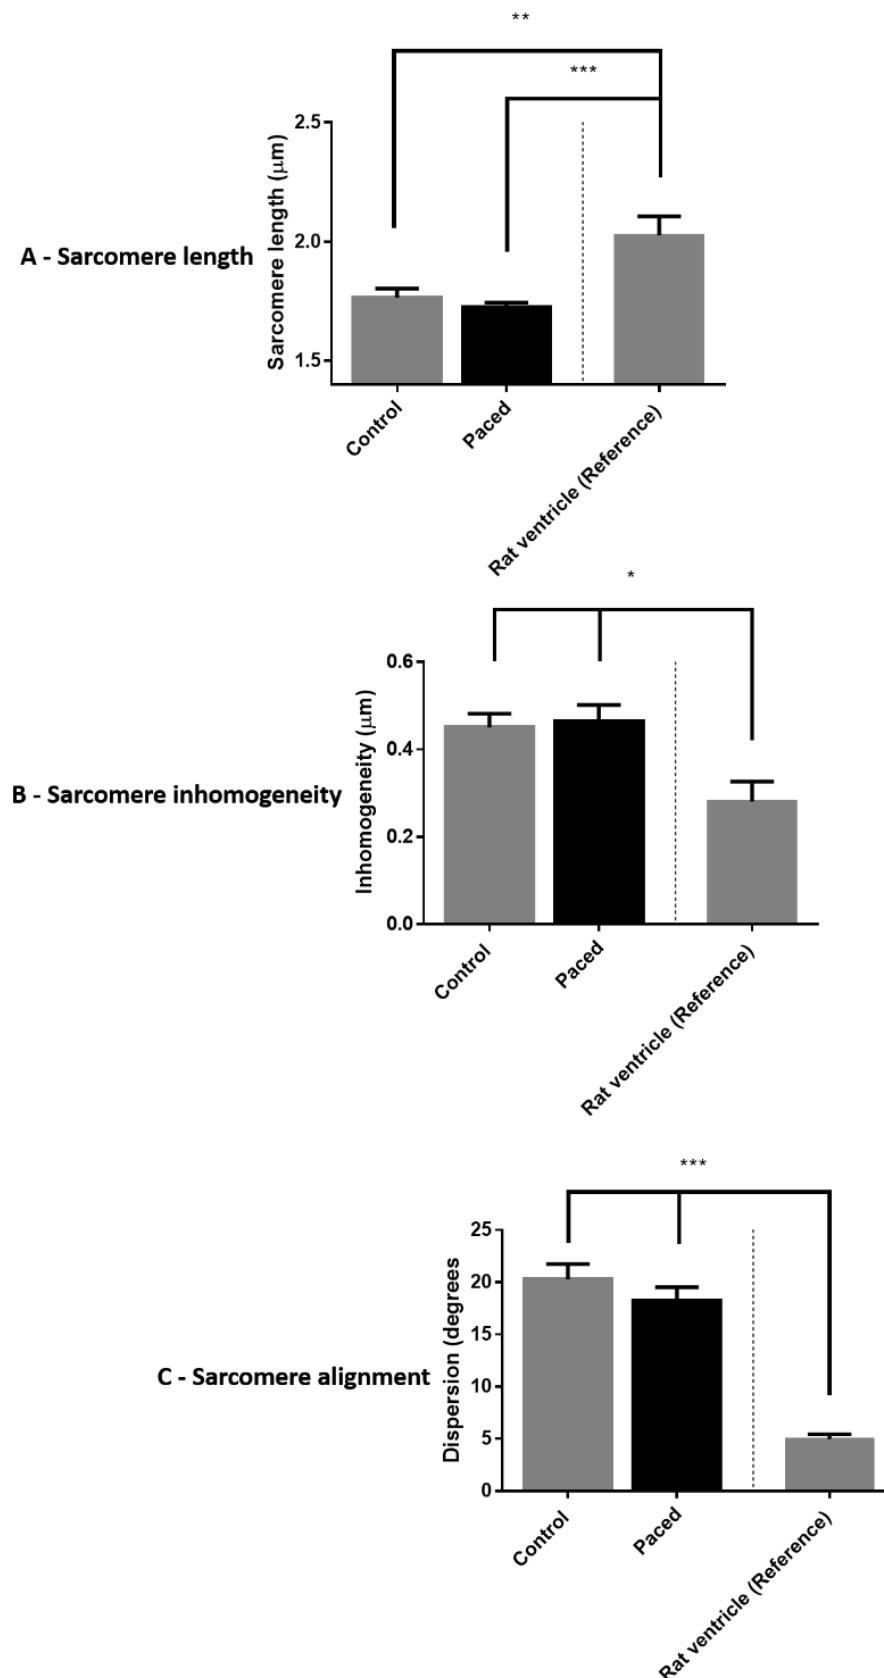 **
***
A - Sarcomere length
Sarcomere length (μm)
2.5
2.0
1.5
Control
Paced
Rat ventricle (Reference)
*
B - Sarcomere inhomogeneity
Inhomogeneity (μm)
0.6
0.4
0.2
0.0
Control
Paced
Rat ventricle (Reference)
***
C - Sarcomere alignment
Dispersion (degrees
25
20
15
10
5
0
Control
Paced
Rat ventricle (Reference)